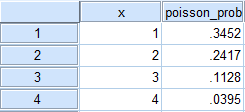 x poisson_prob
1 1 .3452
2 2 .2417
3 3 .1128
4 4 .0395